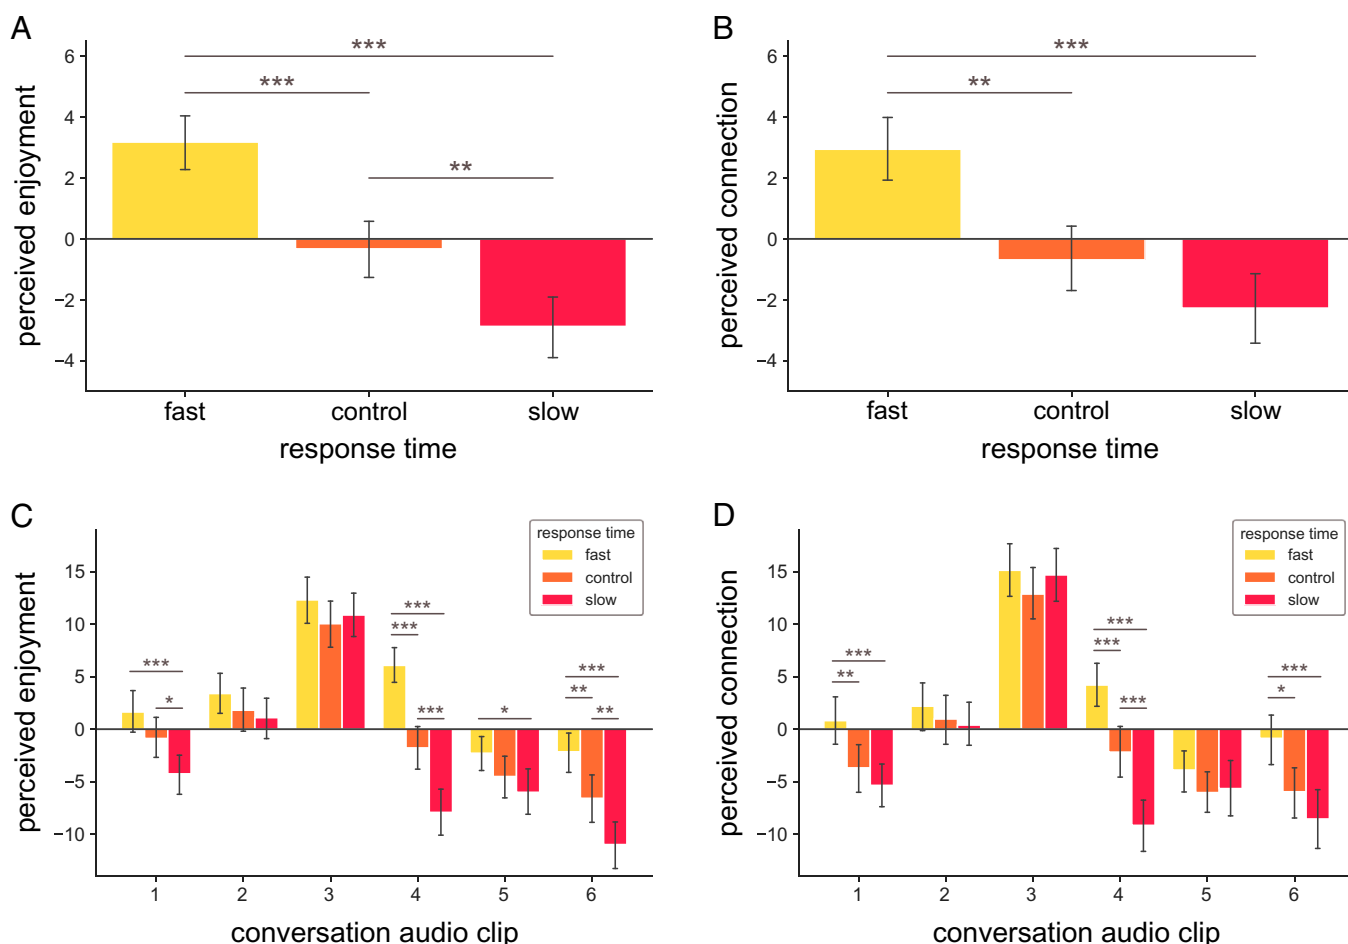 A
perceived enjoyment
6
4
2
0
−2
−4
***
***
**
fast control slow
response time
B
perceived connection
6
4
2
0
−2
−4
***
**
fast control slow
response time
C
perceived enjoyment
15
10
5
0
−5
−10
response time
fast
control
slow
***
*
***
***
***
*
***
**
**
1 2 3 4 5 6
conversation audio clip
D
perceived connection
15
10
5
0
−5
−10
response time
fast
control
slow
***
**
***
***
***
***
*
1 2 3 4 5 6
conversation audio clip